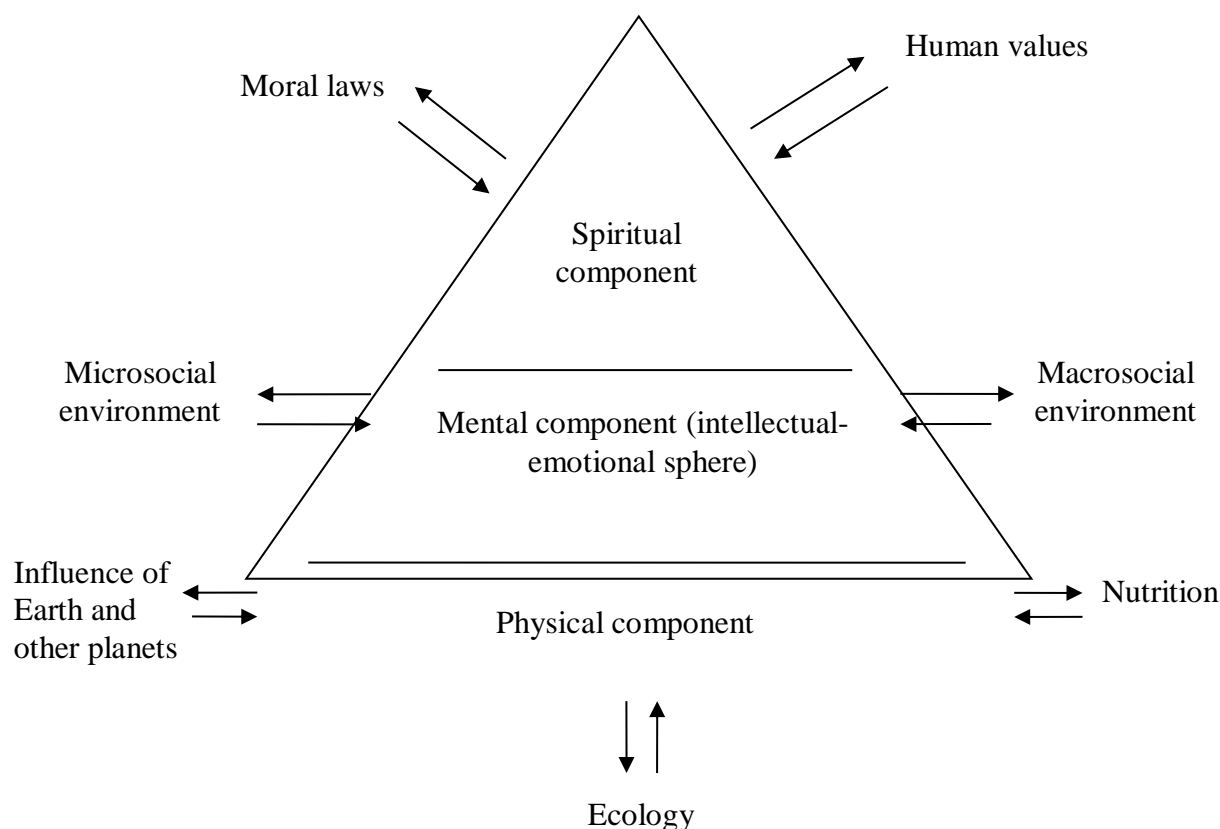 Human values
Moral laws
Spiritual
component
Microsocial
environment
Macrosocial
environment
Mental component (intellectual-
emotional sphere)
Influence of
Earth and
other planets
Nutrition
Physical component
Ecology